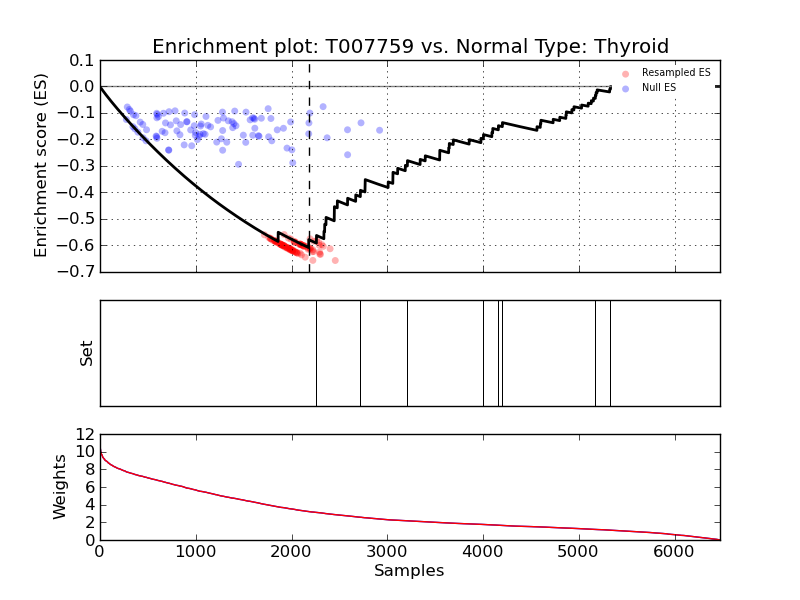 Enrichment plot: T007759 vs. Normal Type: Thyroid
Enrichment score (ES)
0.1
0.0
−0.1
−0.2
−0.3
−0.4
−0.5
−0.6
−0.7
Resampled ES
Null ES
Set
Weights
12
10
8
6
4
2
0
0 1000 2000 3000 4000 5000 6000
Samples